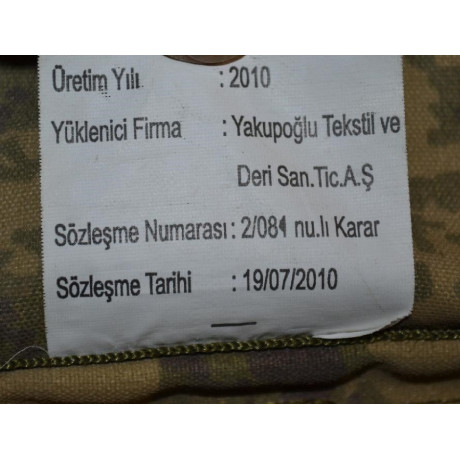 Üretim Yılı : 2010
Yüklenici Firma : Yakupoğlu Tekstil ve
Deri San.Tic.A.Ş
Sözleşme Numarası : 2/084 nu.lı Karar
Sözleşme Tarihi : 19/07/2010